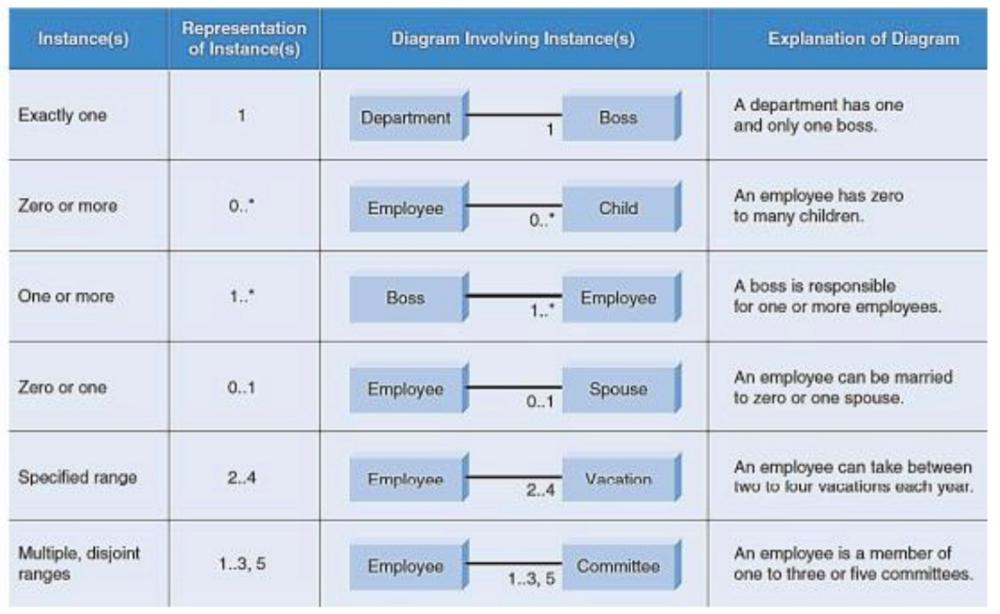 Instance(s)
Representation
of Instance(s)
Diagram Involving Instance(s)
Explanation of Diagram
Exactly one
1
Department
1
Boss
A department has one
and only one boss.
Zero or more
0..*
Employee
0..*
Child
An employee has zero
to many children.
One or more
1..*
Boss
1..*
Employee
A boss is responsible
for one or more employees.
Zero or one
0..1
Employee
0..1
Spouse
An employee can be married
to zero or one spouse.
Specified range
2..4
Employee
2..4
Vacation
An employee can take between
two to four vacations each year.
Multiple, disjoint
ranges
1..3, 5
Employee
1..3, 5
Committee
An employee is a member of
one to three or five committees.